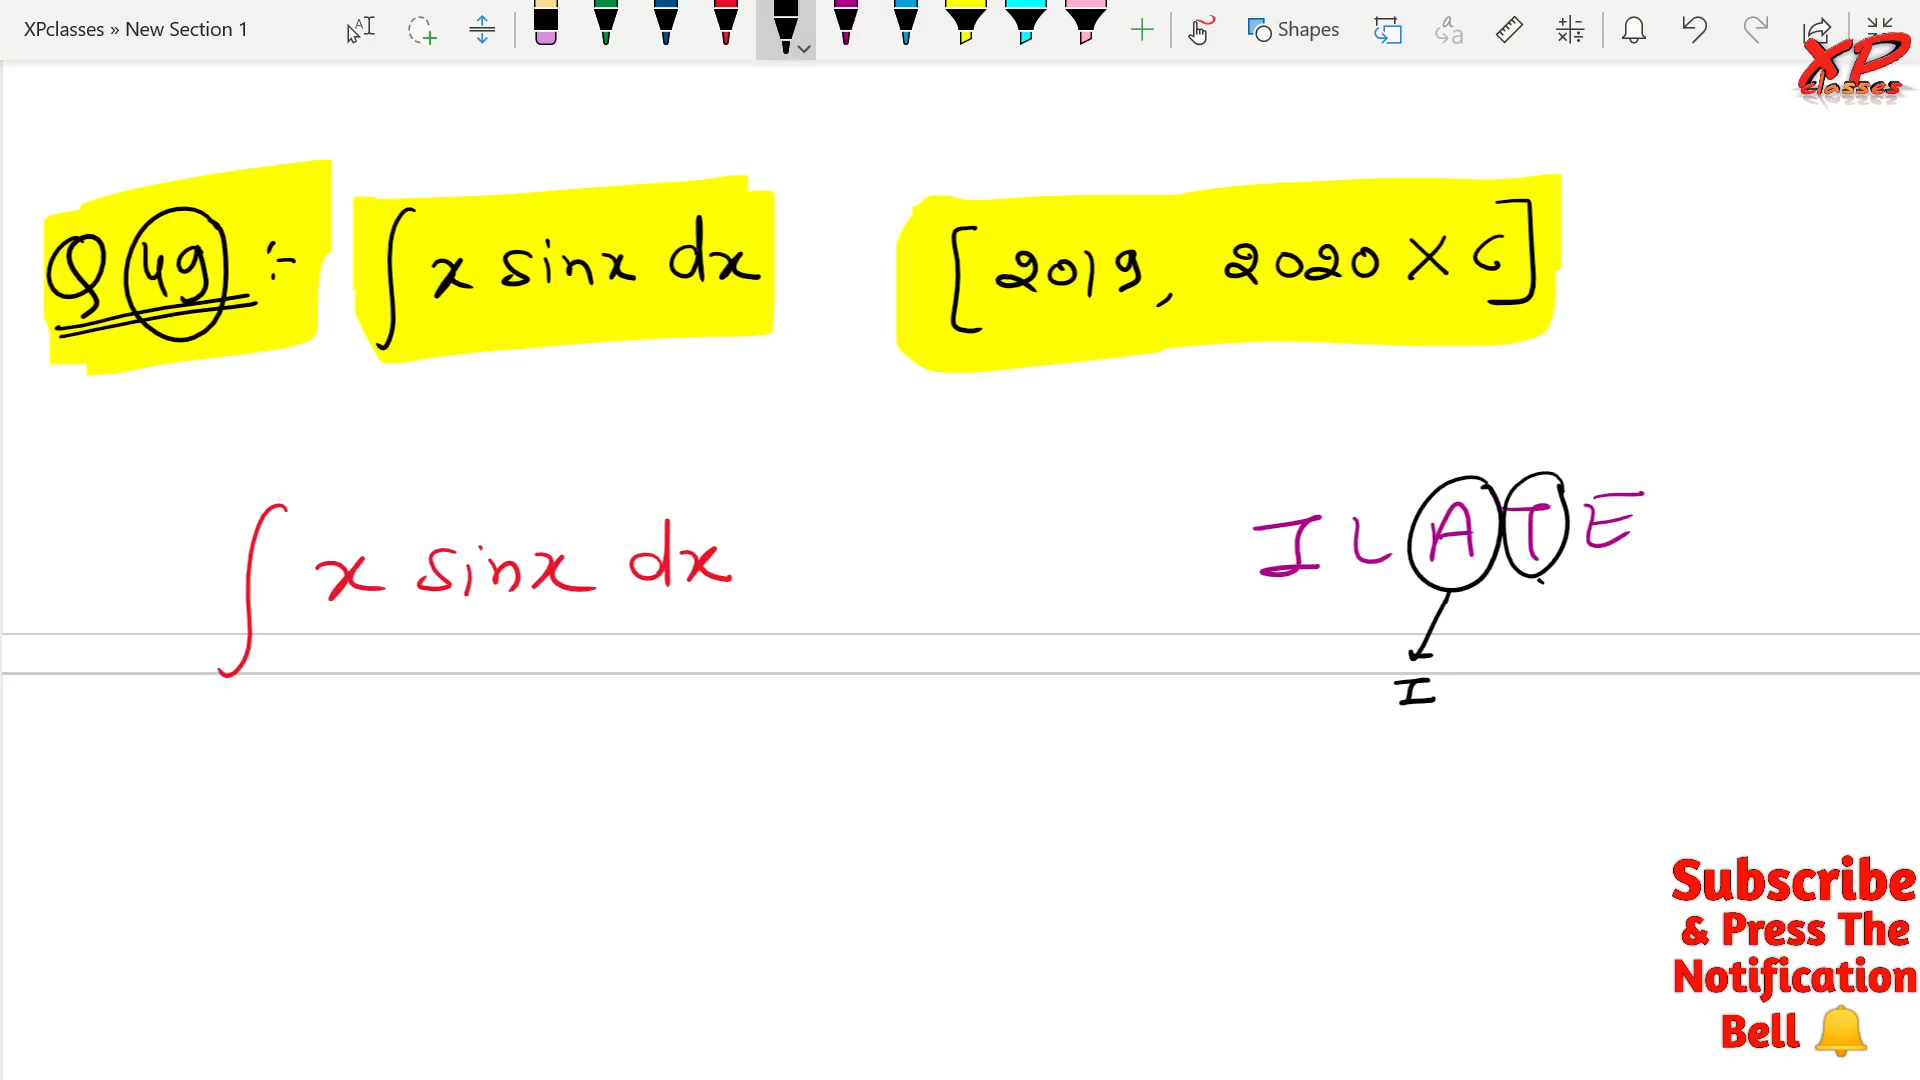 XPclasses » New Section 1
Shapes
XP
classes
Q 49 :- ∫ x sinx dx [2019, 2020 X C]
∫ x sinx dx
I L A T E
I
Subscribe
& Press The
Notification
Bell